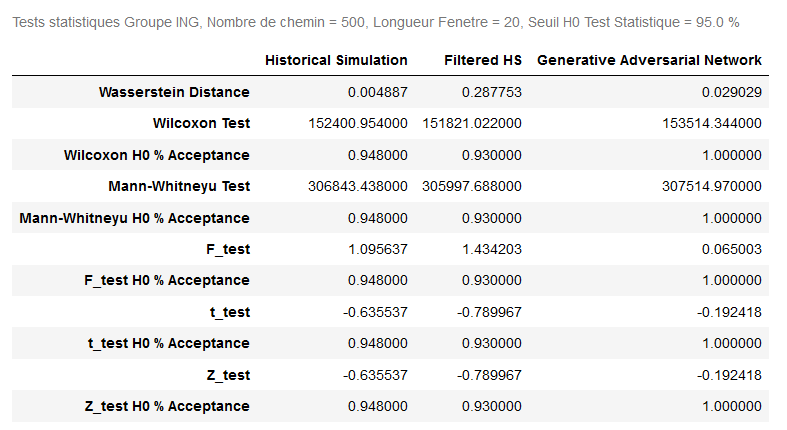 Tests statistiques Groupe ING, Nombre de chemin = 500, Longueur Fenetre = 20, Seuil H0 Test Statistique = 95.0 %
Historical Simulation Filtered HS Generative Adversarial Network
Wasserstein Distance 0.004887 0.287753 0.029029
Wilcoxon Test 152400.954000 151821.022000 153514.344000
Wilcoxon H0 % Acceptance 0.948000 0.930000 1.000000
Mann-Whitneyu Test 306843.438000 305997.688000 307514.970000
Mann-Whitneyu H0 % Acceptance 0.948000 0.930000 1.000000
F_test 1.095637 1.434203 0.065003
F_test H0 % Acceptance 0.948000 0.930000 1.000000
t_test -0.635537 -0.789967 -0.192418
t_test H0 % Acceptance 0.948000 0.930000 1.000000
Z_test -0.635537 -0.789967 -0.192418
Z_test H0 % Acceptance 0.948000 0.930000 1.000000